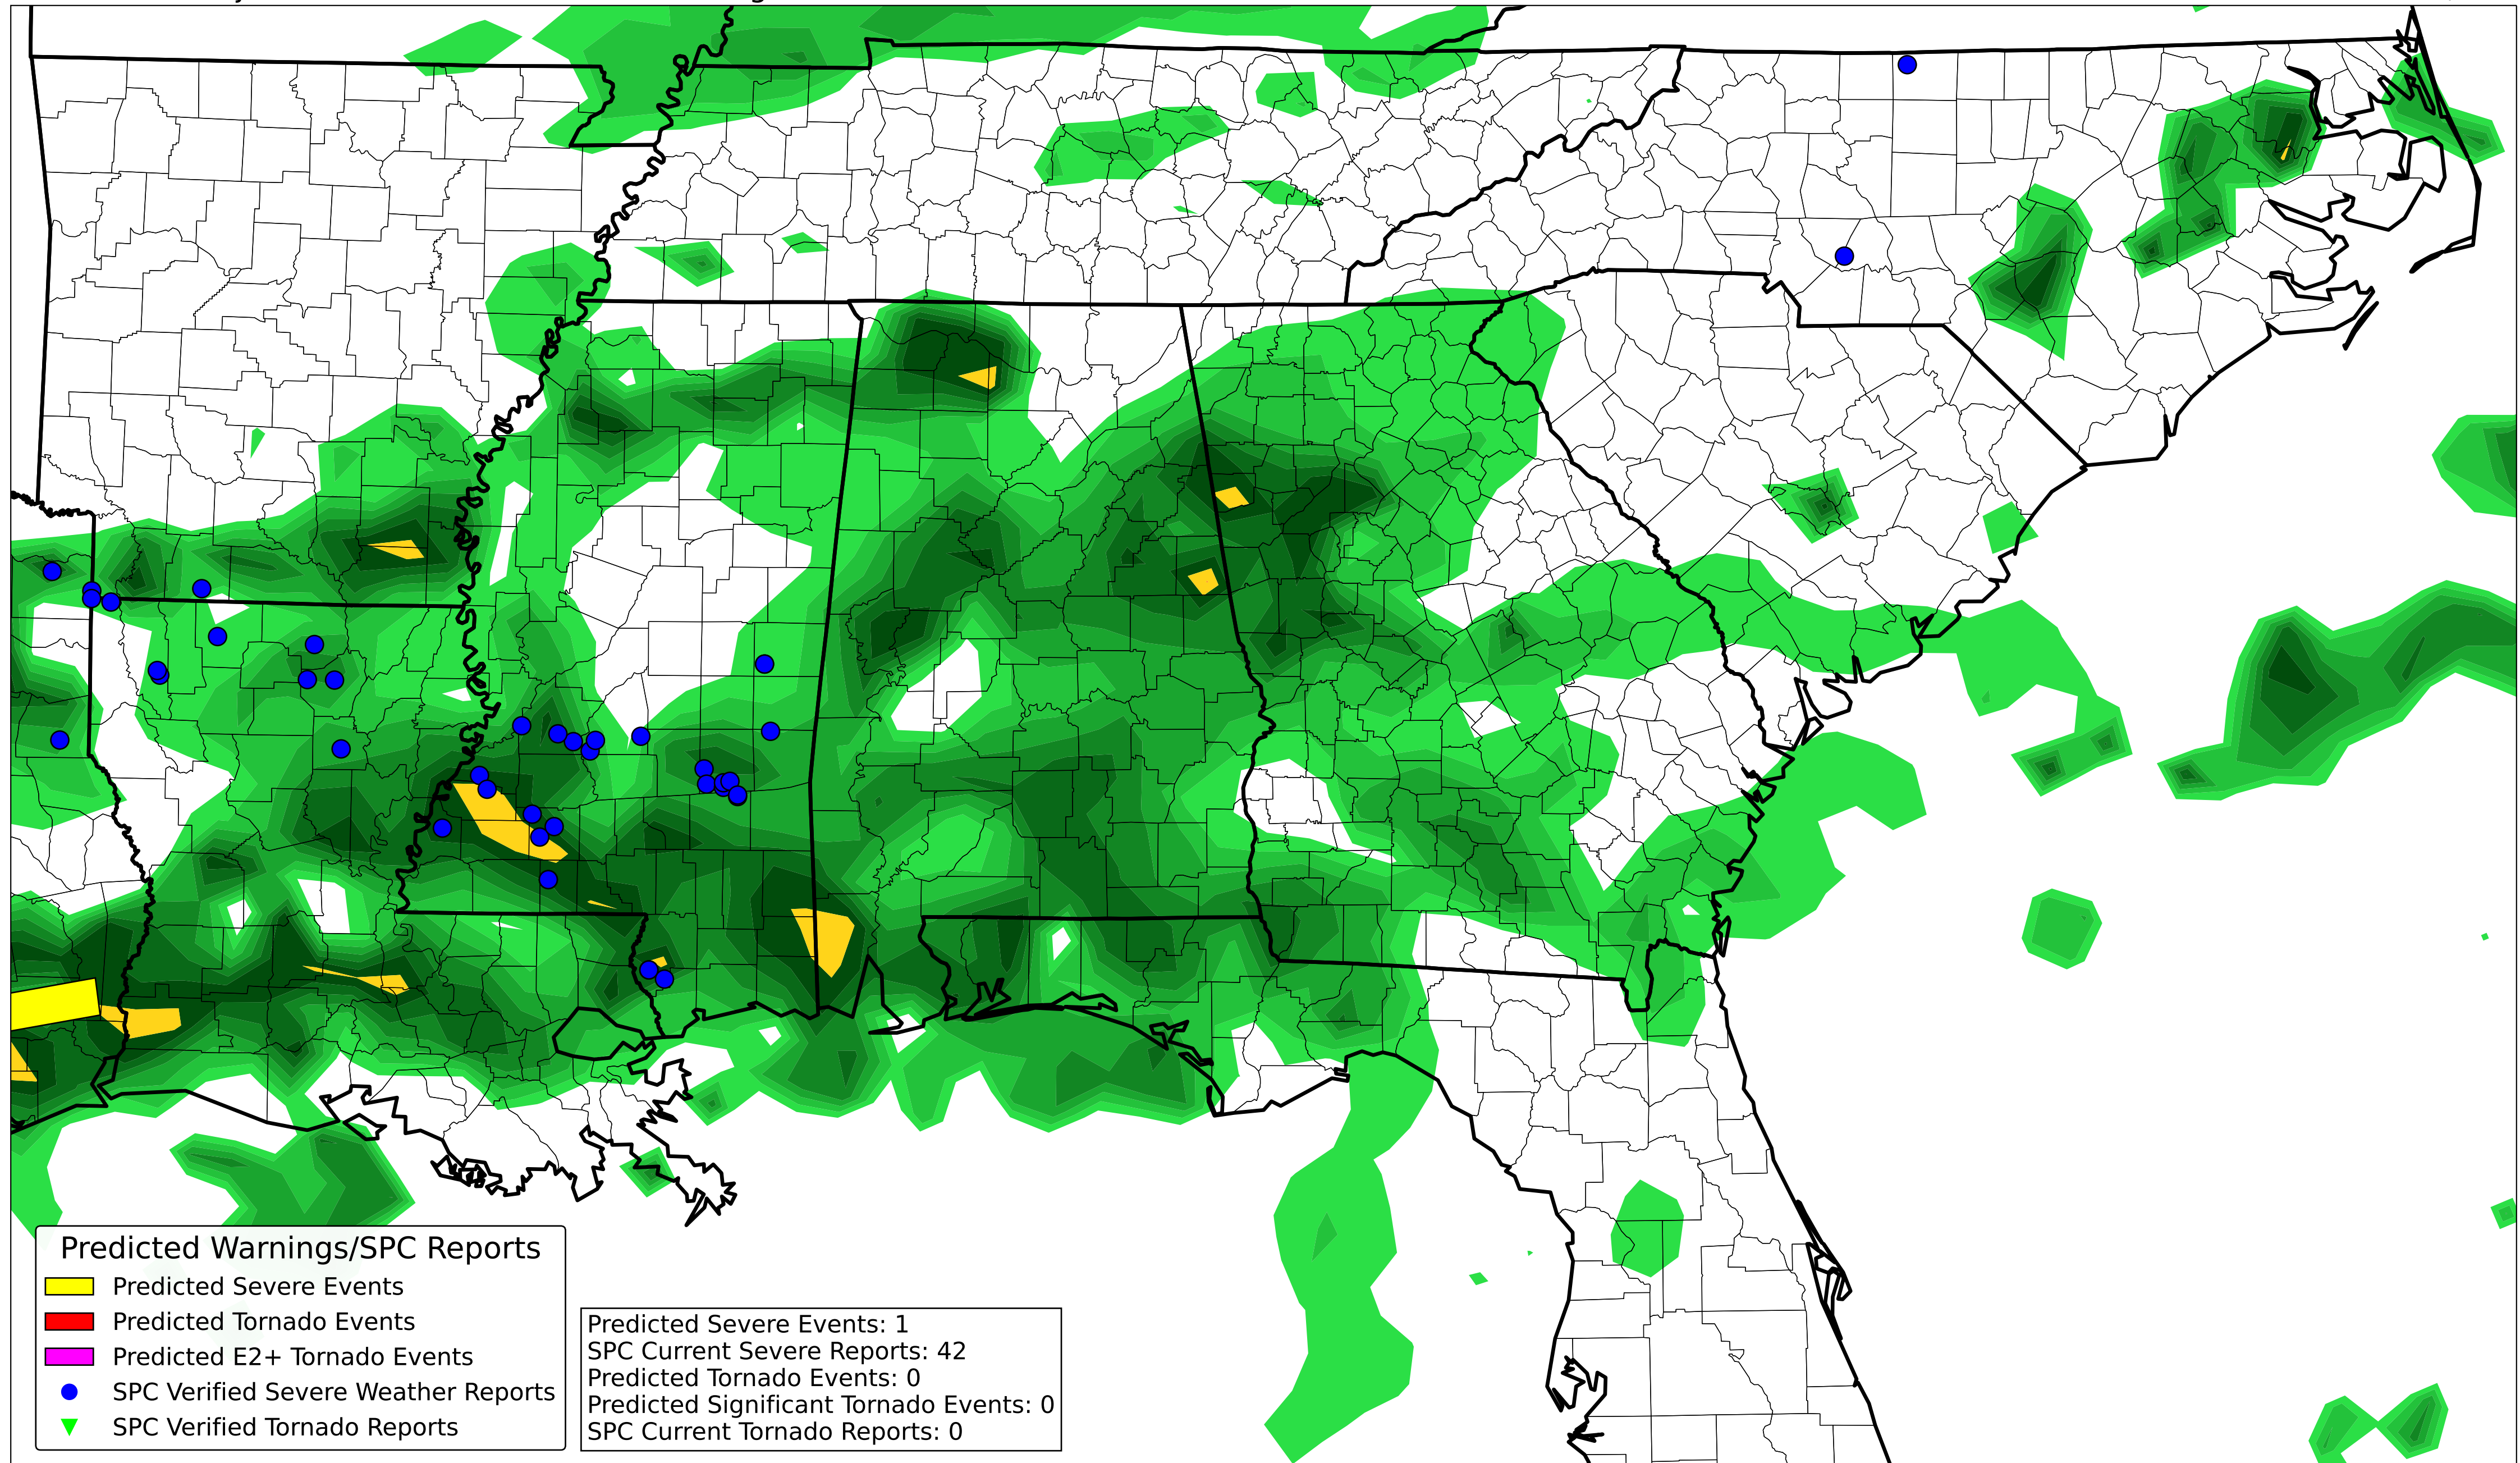 Predicted Warnings/SPC Reports
Predicted Severe Events
Predicted Tornado Events
Predicted E2+ Tornado Events
SPC Verified Severe Weather Reports
SPC Verified Tornado Reports
Predicted Severe Events: 1
SPC Current Severe Reports: 42
Predicted Tornado Events: 0
Predicted Significant Tornado Events: 0
SPC Current Tornado Reports: 0